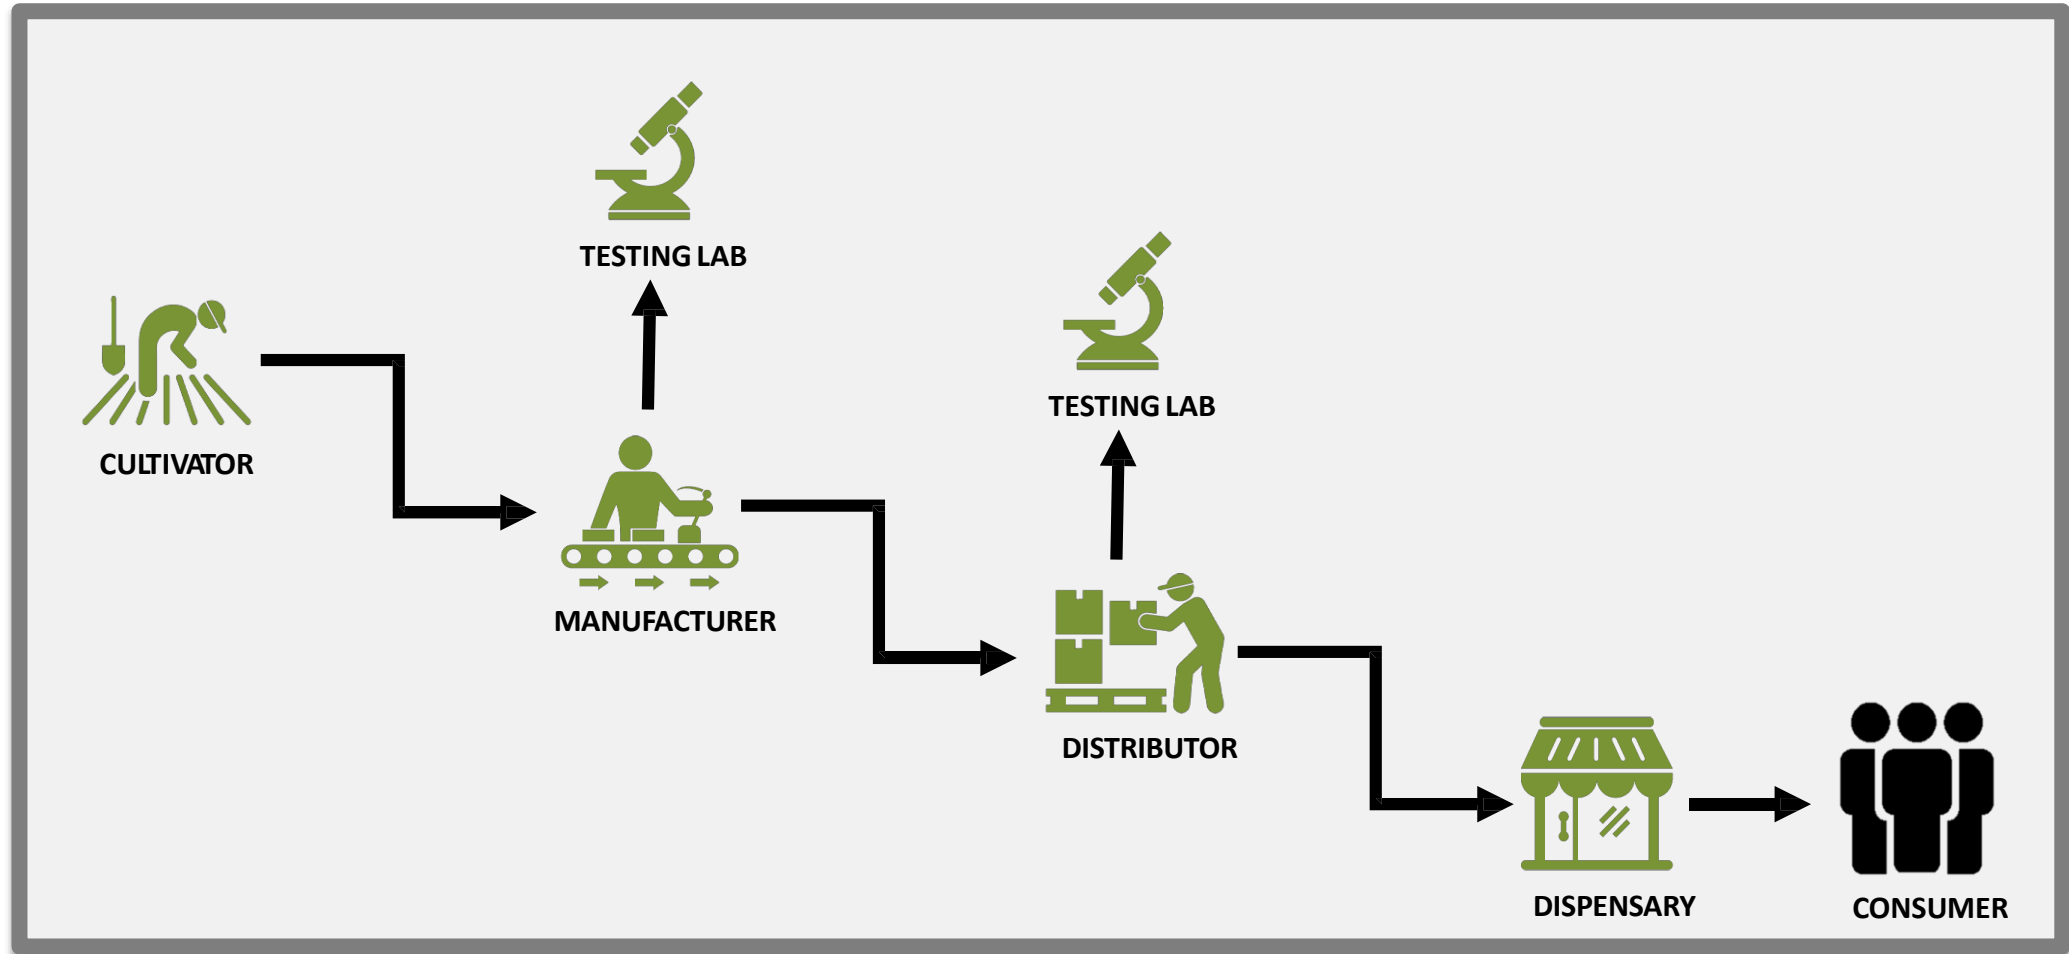 TESTING LAB
TESTING LAB
CULTIVATOR
MANUFACTURER
DISTRIBUTOR
DISPENSARY
CONSUMER